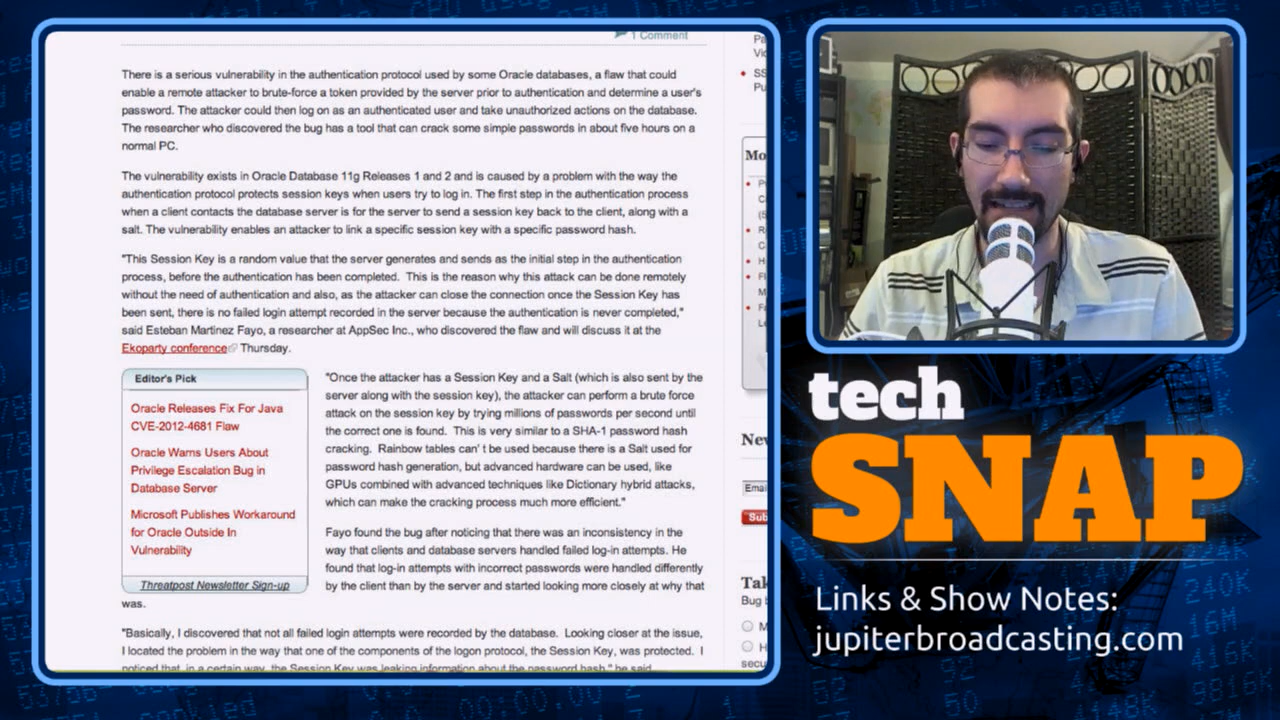 1 Comment
There is a serious vulnerability in the authentication protocol used by some Oracle databases, a flaw that could
enable a remote attacker to brute-force a token provided by the server prior to authentication and determine a user's
password. The attacker could then log on as an authenticated user and take unauthorized actions on the database.
The researcher who discovered the bug has a tool that can crack some simple passwords in about five hours on a
normal PC.
The vulnerability exists in Oracle Database 11g Releases 1 and 2 and is caused by a problem with the way the
authentication protocol protects session keys when users try to log in. The first step in the authentication process
when a client contacts the database server is for the server to send a session key back to the client, along with a
salt. The vulnerability enables an attacker to link a specific session key with a specific password hash.
"This Session Key is a random value that the server generates and sends as the initial step in the authentication
process, before the authentication has been completed. This is the reason why this attack can be done remotely
without the need of authentication and also, as the attacker can close the connection once the Session Key has
been sent, there is no failed login attempt recorded in the server because the authentication is never completed,"
said Esteban Martinez Fayo, a researcher at AppSec Inc., who discovered the flaw and will discuss it at the
Ekoparty conference Thursday.
Editor's Pick
Oracle Releases Fix For Java
CVE-2012-4681 Flaw
Oracle Warns Users About
Privilege Escalation Bug in
Database Server
Microsoft Publishes Workaround
for Oracle Outside In
Vulnerability
Threatpost Newsletter Sign-up
"Once the attacker has a Session Key and a Salt (which is also sent by the
server along with the session key), the attacker can perform a brute force
attack on the session key by trying millions of passwords per second until
the correct one is found. This is very similar to a SHA-1 password hash
cracking. Rainbow tables can' t be used because there is a Salt used for
password hash generation, but advanced hardware can be used, like
GPUs combined with advanced techniques like Dictionary hybrid attacks,
which can make the cracking process much more efficient."
Fayo found the bug after noticing that there was an inconsistency in the
way that clients and database servers handled failed log-in attempts. He
found that log-in attempts with incorrect passwords were handled differently
by the client than by the server and started looking more closely at why that
was.
"Basically, I discovered that not all failed login attempts were recorded by the database. Looking closer at the issue,
I located the problem in the way that one of the components of the logon protocol, the Session Key, was protected. I
noticed that, in a certain way, the Session Key was leaking information about the password hash," he said.
tech
SNAP
Links & Show Notes:
jupiterbroadcasting.com